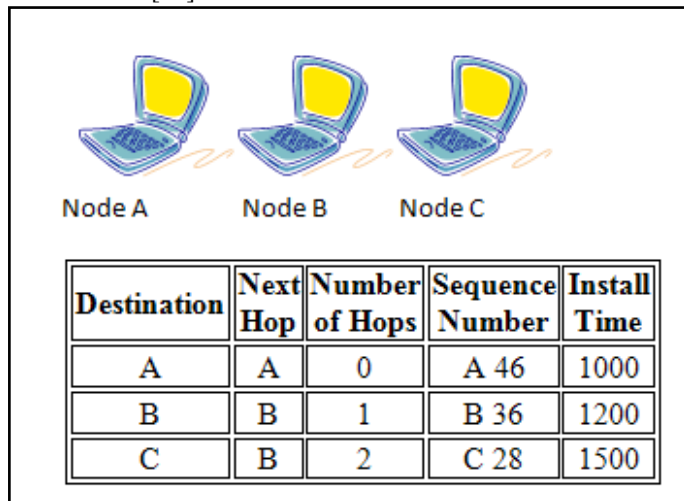 Node A Node B Node C
Destination Next Hop Number of Hops Sequence Number Install Time
A A 0 A 46 1000
B B 1 B 36 1200
C B 2 C 28 1500